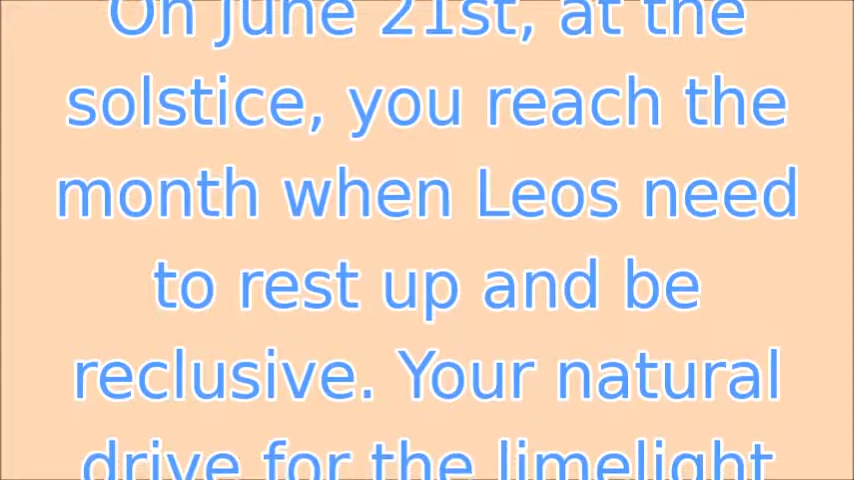 On June 21st, at the
solstice, you reach the
month when Leos need
to rest up and be
reclusive. Your natural
drive for the limelight